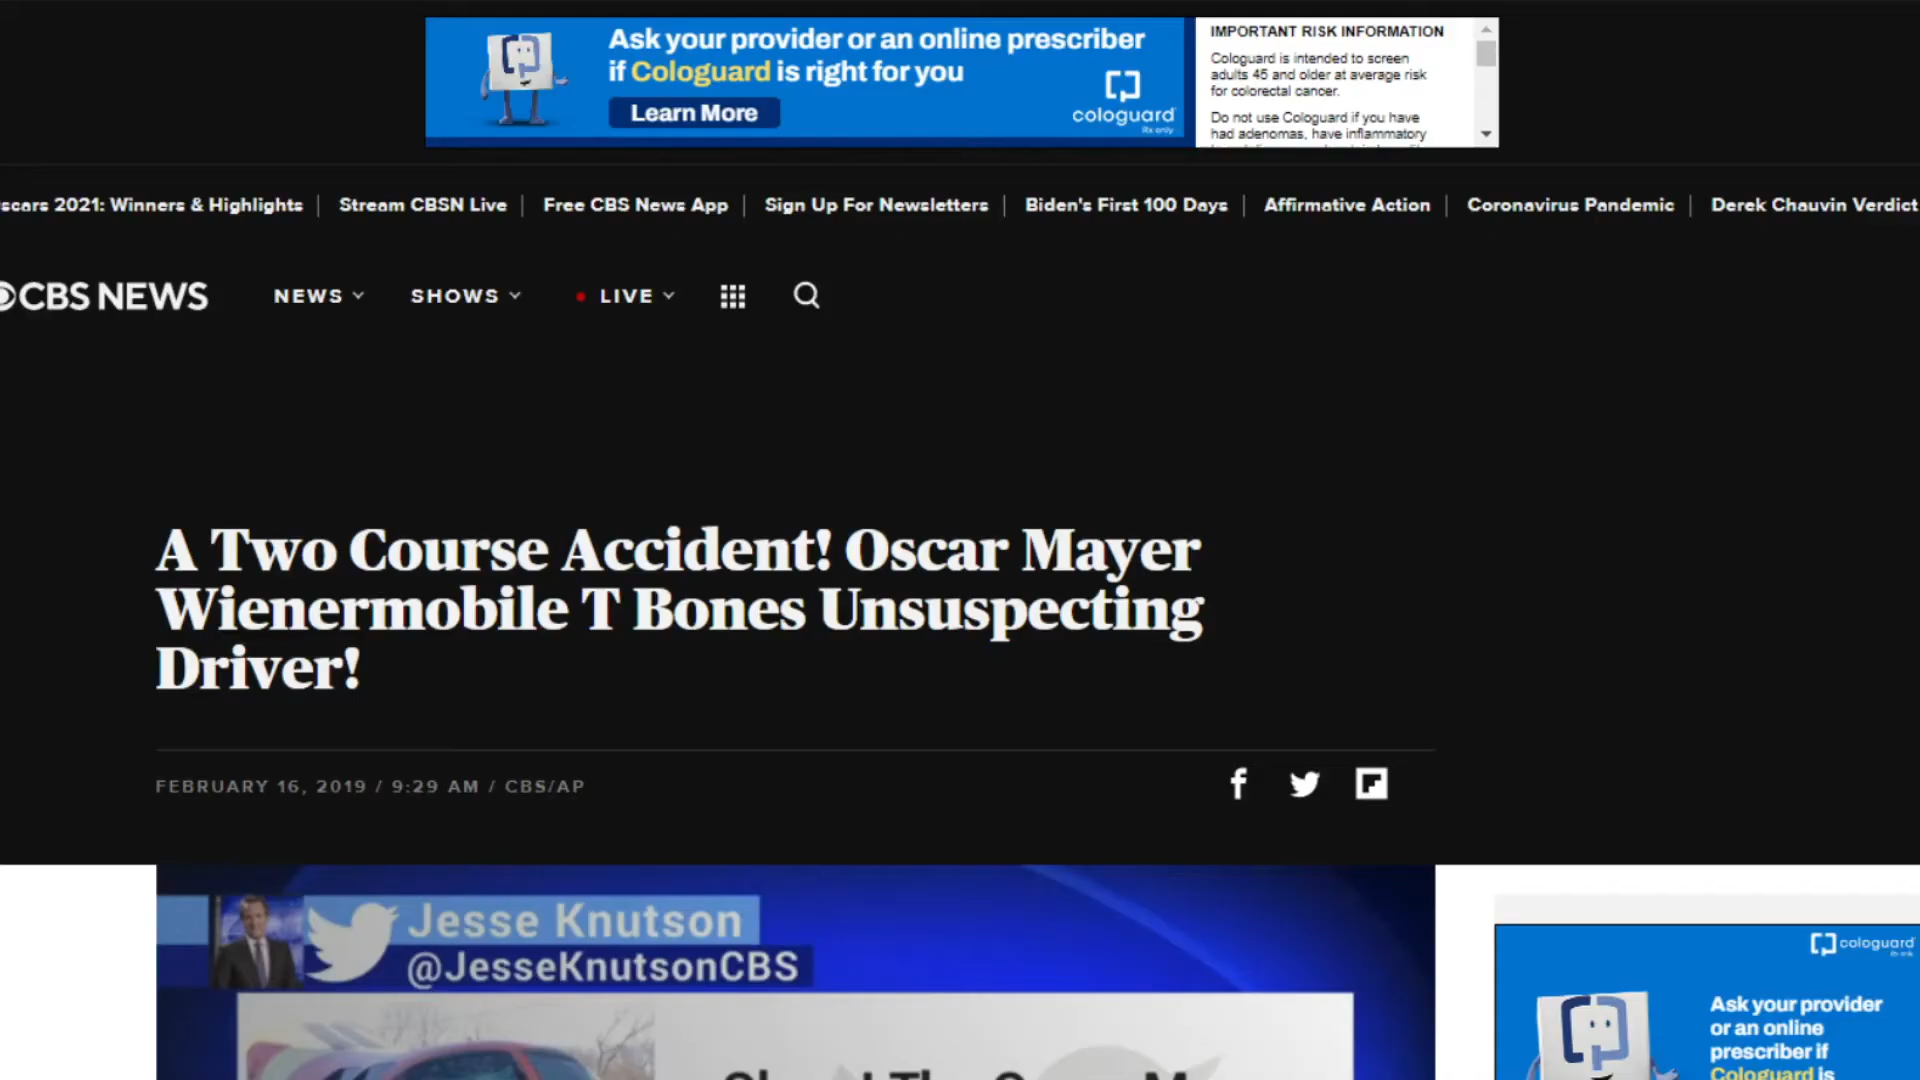 Ask your provider or an online prescriber
if Cologuard is right for you
Learn More
cologuard
Rx only
IMPORTANT RISK INFORMATION
Cologuard is intended to screen
adults 45 and older at average risk
for colorectal cancer.
Do not use Cologuard if you have
had adenomas, have inflammatory
scars 2021: Winners & Highlights
Stream CBSN Live
Free CBS News App
Sign Up For Newsletters
Biden's First 100 Days
Affirmative Action
Coronavirus Pandemic
Derek Chauvin Verdict
CBS NEWS
NEWS
SHOWS
LIVE
A Two Course Accident! Oscar Mayer
Wienermobile T Bones Unsuspecting
Driver!
FEBRUARY 16, 2019 / 9:29 AM / CBS/AP
Jesse Knutson
@JesseKnutsonCBS
cologuard
Ask your provider
or an online
prescriber if
Cologuard is